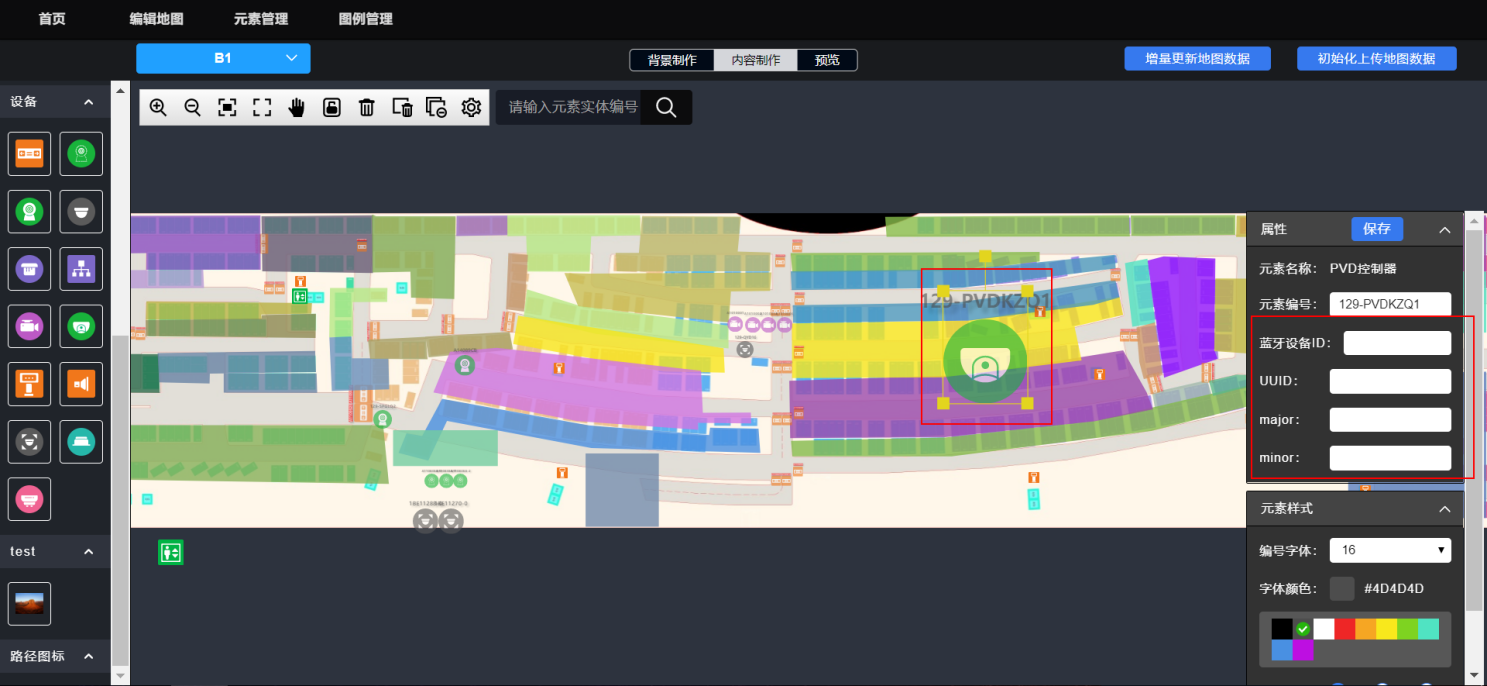 首页 编辑地图 元素管理 图例管理
B1 背景制作 内容制作 预览 增量更新地图数据 初始化上传地图数据
设备
请输入元素实体编号
属性 保存
元素名称: PVD控制器
元素编号: 129-PVDKZQ1
蓝牙设备ID:
UUID:
major:
minor:
129-PVDKZQ1
元素样式
编号字体: 16
字体颜色: #4D4D4D
test
路径图标